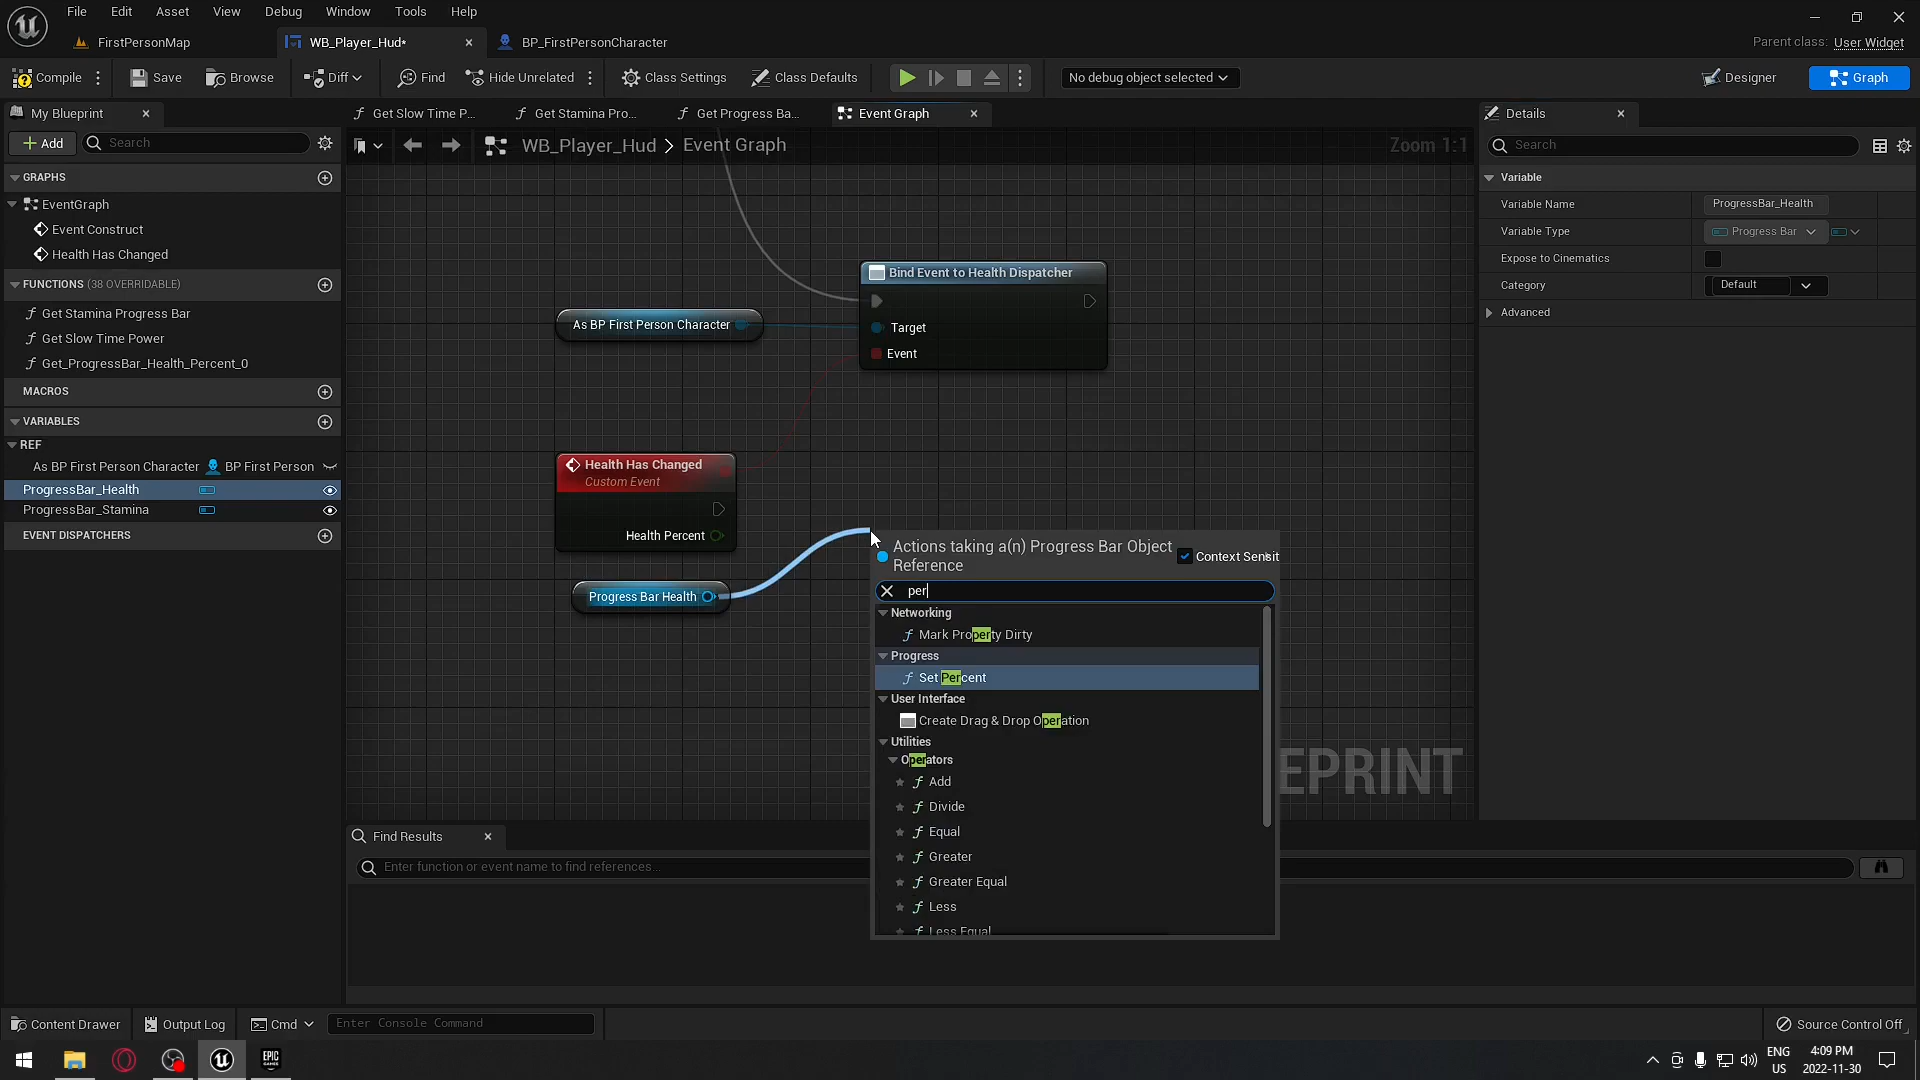 File Edit View Asset Debug Window Tools Help
FirstPersonMap
WB_Player_Hud*
BP_FirstPersonCharacter
Parent class: User Widget
Compile
Save
Browse
Diff
Find
Hide Unrelated
Class Settings
Class Defaults
No debug object selected
Designer
Graph
My Blueprint
Add
Search
GRAPHS
EventGraph
Event Construct
Health Has Changed
FUNCTIONS (38 OVERRIDABLE)
Get Stamina Progress Bar
Get Slow Time Power
Get_ProgressBar_Health_Percent_0
MACROS
VARIABLES
REF
As BP First Person Character BP First Person
ProgressBar_Health
ProgressBar_Stamina
EVENT DISPATCHERS
Get Slow Time P...
Get Stamina Pro...
Get Progress Ba...
Event Graph
WB_Player_Hud > Event Graph
Zoom 1:1
Bind Event to Health Dispatcher
Target
Event
As BP First Person Character
Health Has Changed
Custom Event
Health Percent
Progress Bar Health
Actions taking a(n) Progress Bar Object
Reference
Context Sensit
per
Networking
Mark Property Dirty
Progress
Set Percent
User Interface
Create Drag & Drop Operation
Utilities
Operators
Add
Divide
Equal
Greater
Greater Equal
Less
Less Equal
EPRINT
Find Results
Enter function or event name to find references...
Details
Search
Variable
Variable Name ProgressBar_Health
Variable Type Progress Bar
Expose to Cinematics
Category Default
Advanced
Content Drawer
Output Log
Cmd
Enter Console Command
Source Control Off
EPIC
GAMES
ENG
US
4:09 PM
2022-11-30